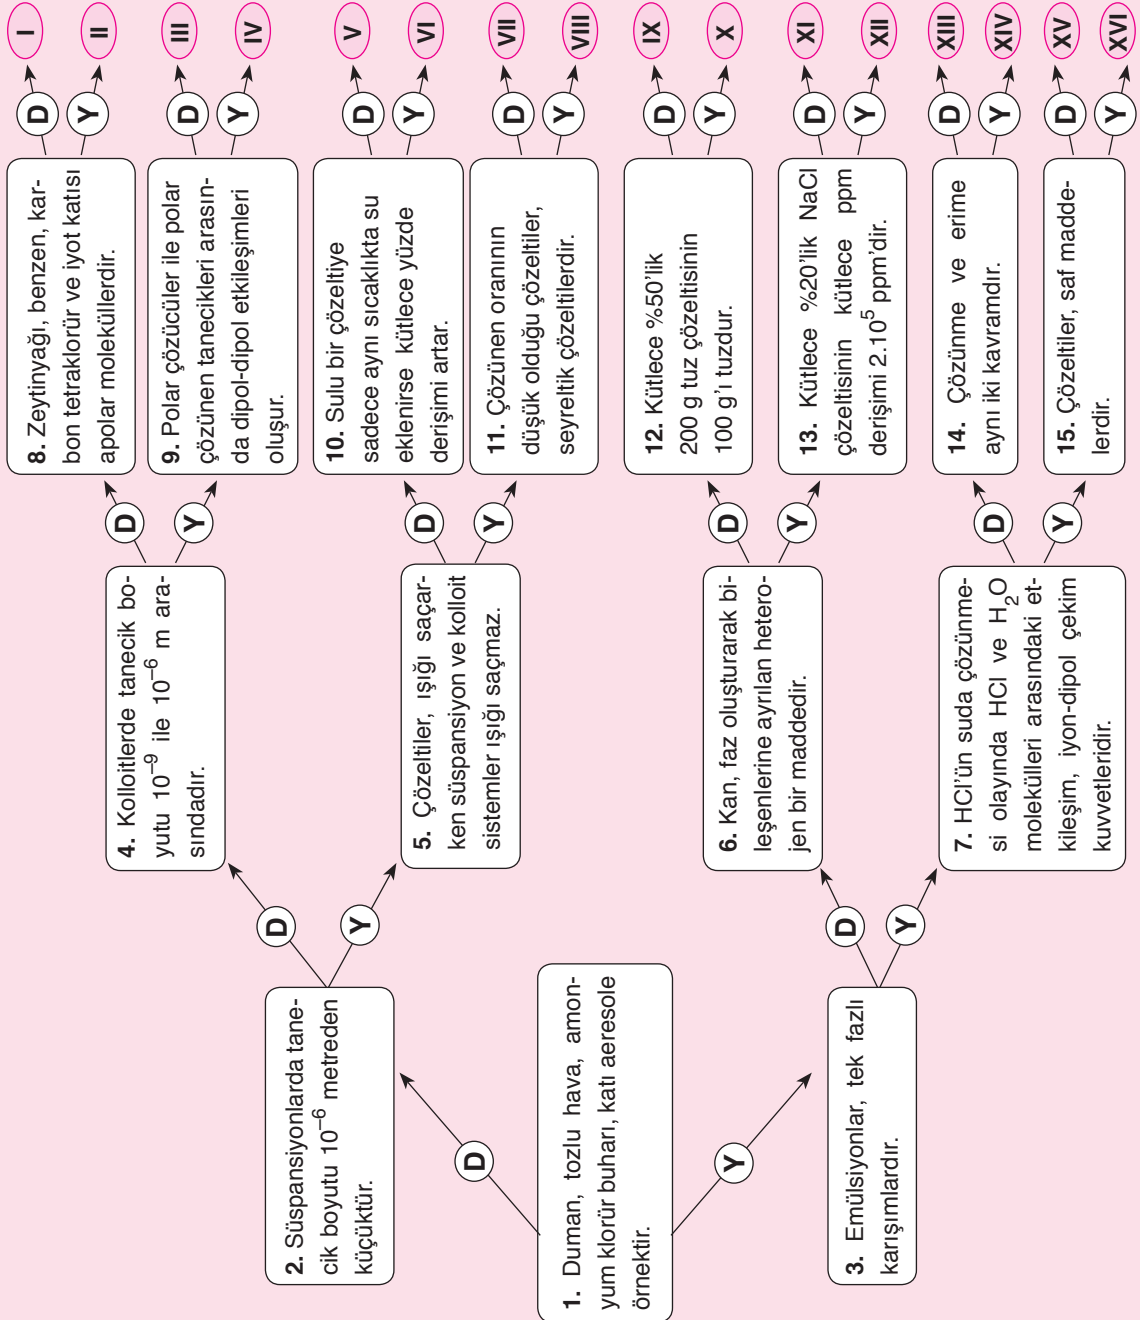 1. Duman, tozlu hava, amon-
yum klorür buharı, katı aeresole
örnektir.
D
Y
2. Süspansiyonlarda tane-
cik boyutu 10⁻⁶ metreden
küçüktür.
D
Y
3. Emülsiyonlar, tek fazlı
karışımlardır.
D
Y
4. Kolloitlerde tanecik bo-
yutu 10⁻⁹ ile 10⁻⁶ m ara-
sındadır.
D
Y
5. Çözeltiler, ışığı saçar-
ken süspansiyon ve kolloit
sistemler ışığı saçmaz.
D
Y
6. Kan, faz oluşturarak bi-
leşenlerine ayrılan hetero-
jen bir maddedir.
D
Y
7. HCl'ün suda çözünme-
si olayında HCl ve H₂O
molekülleri arasındaki et-
kileşim, iyon-dipol çekim
kuvvetleridir.
D
Y
8. Zeytinyağı, benzen, kar-
bon tetraklorür ve iyot katısı
apolar moleküllerdir.
D
Y
9. Polar çözücüler ile polar
çözünen tanecikleri arasın-
da dipol-dipol etkileşimleri
oluşur.
D
Y
10. Sulu bir çözeltiye
sadece aynı sıcaklıkta su
eklenirse kütlece yüzde
derişimi artar.
D
Y
11. Çözünen oranının
düşük olduğu çözeltiler,
seyreltik çözeltilerdir.
D
Y
12. Kütlece %50'lik
200 g tuz çözeltisinin
100 g'ı tuzdur.
D
Y
13. Kütlece %20'lik NaCl
çözeltisinin kütlece ppm
derişimi 2.10⁵ ppm'dir.
D
Y
14. Çözünme ve erime
aynı iki kavramdır.
D
Y
15. Çözeltiler, saf madde-
lerdir.
D
Y
I
II
III
IV
V
VI
VII
VIII
IX
X
XI
XII
XIII
XIV
XV
XVI